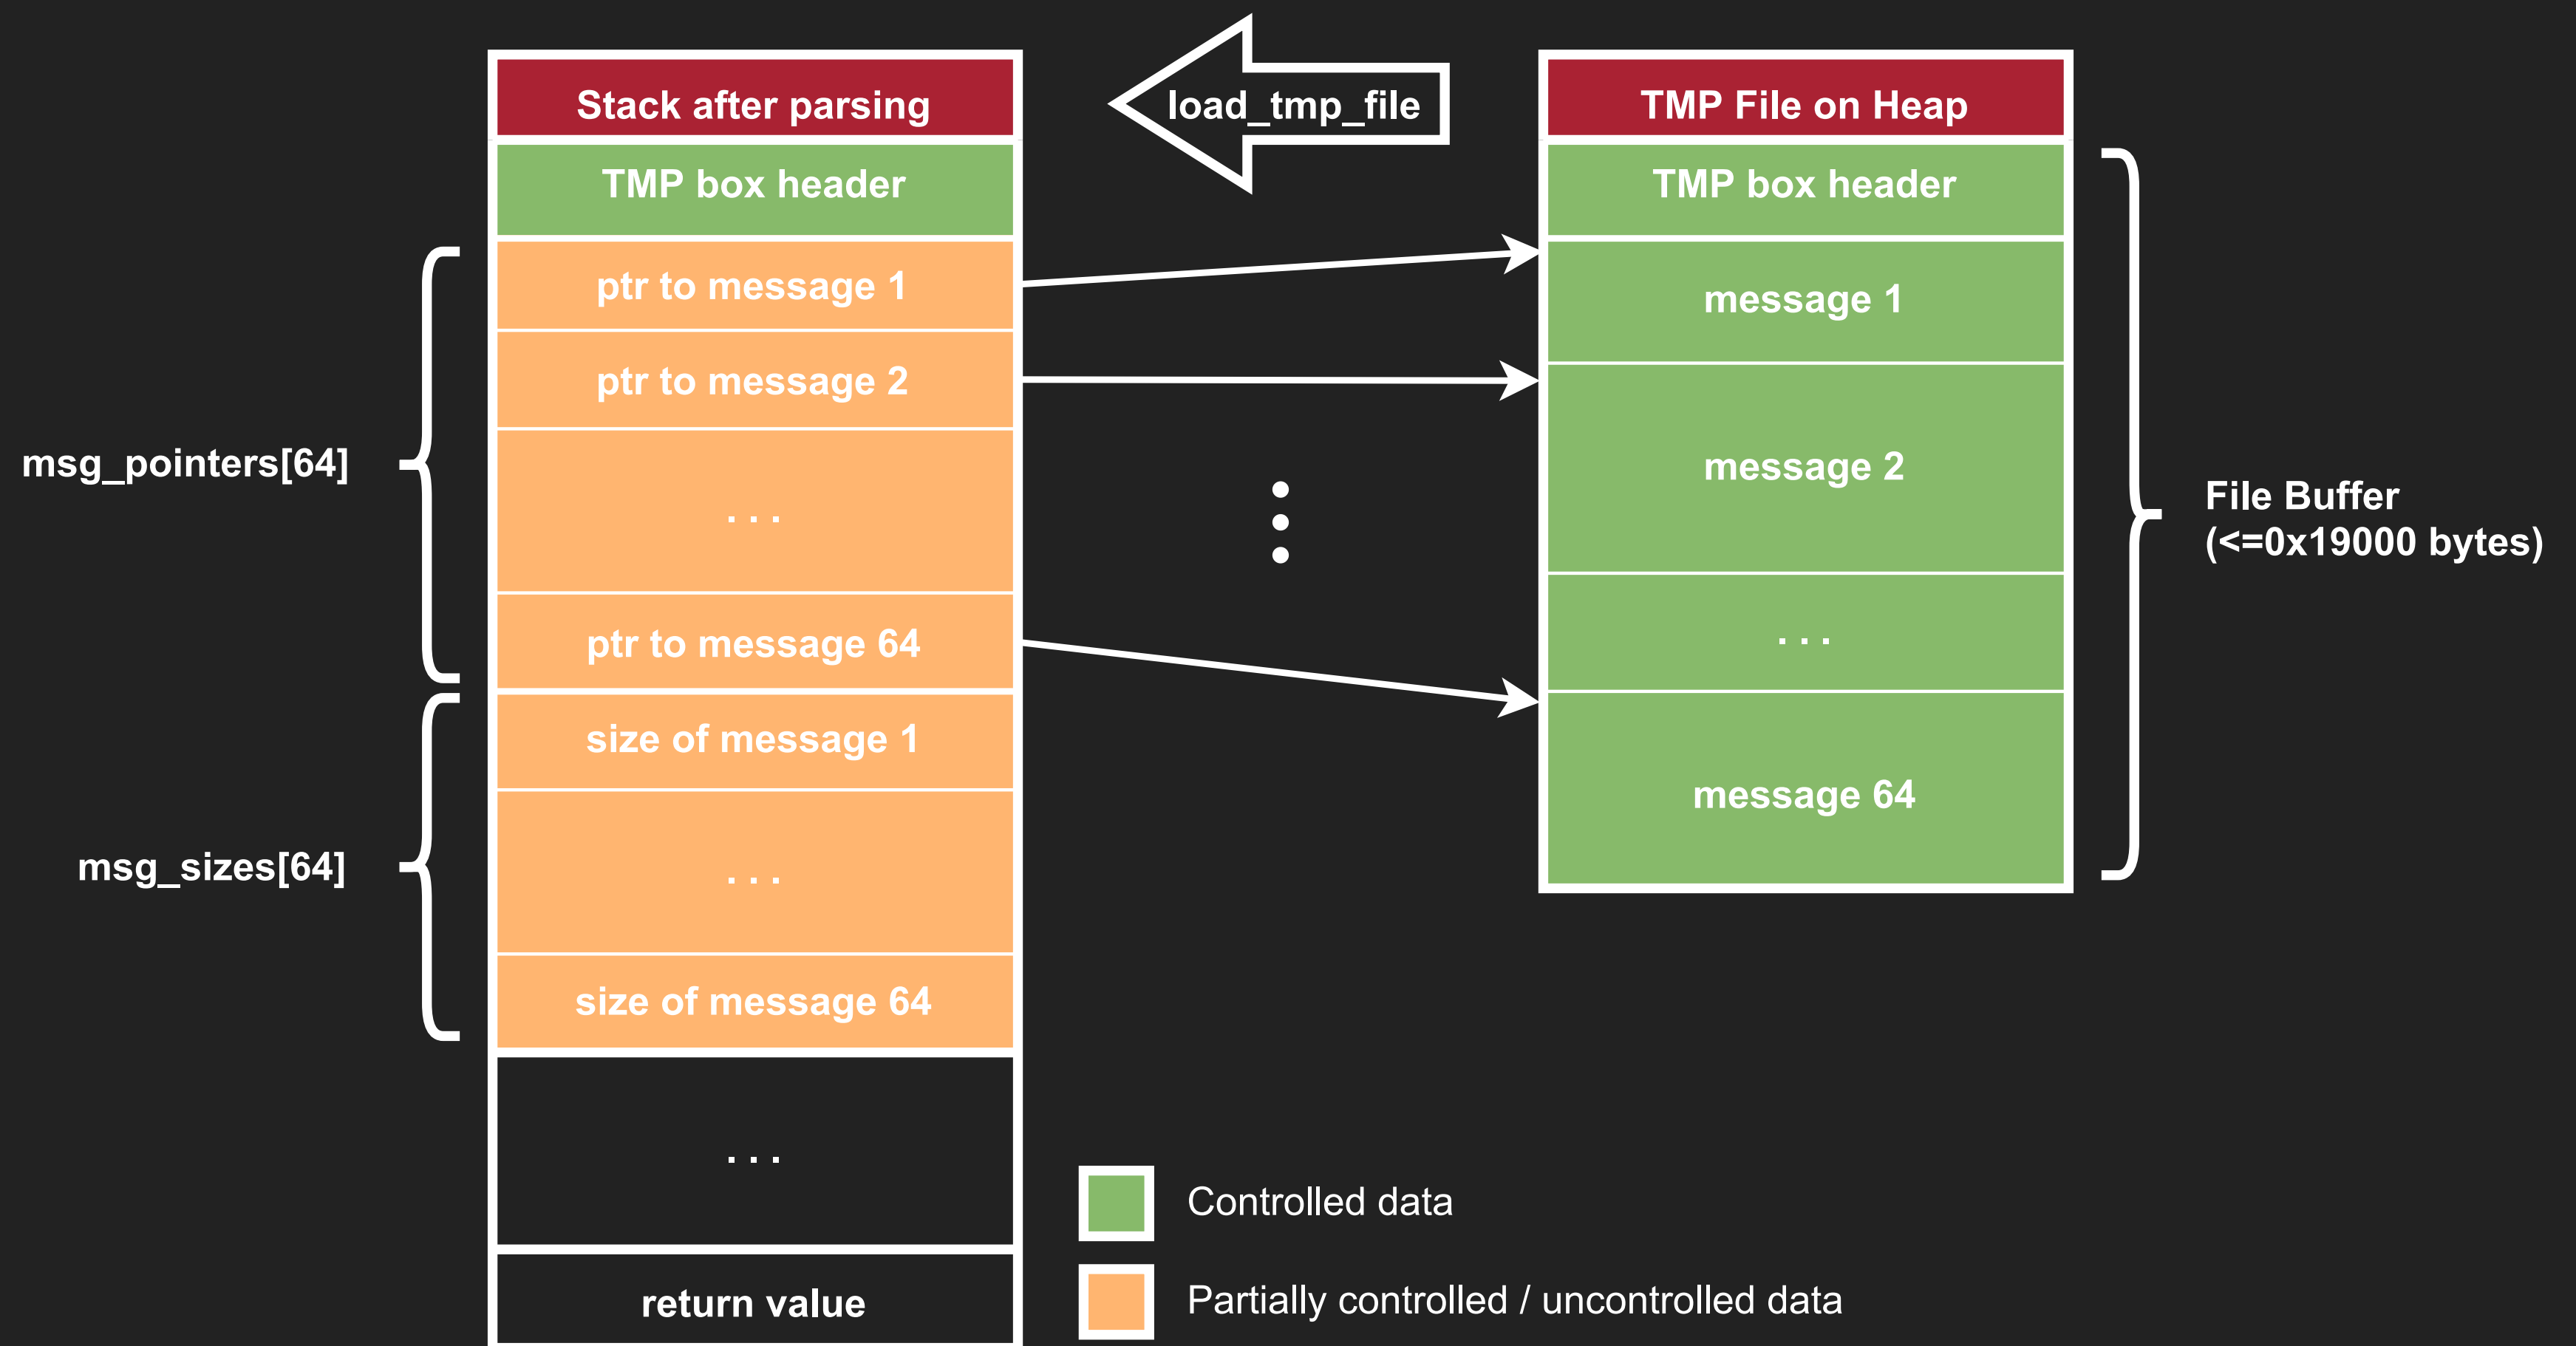 Stack after parsing
TMP box header
ptr to message 1
ptr to message 2
...
ptr to message 64
size of message 1
...
size of message 64
...
return value
msg_pointers[64]
msg_sizes[64]
load_tmp_file
TMP File on Heap
TMP box header
message 1
message 2
...
message 64
File Buffer
(<=0x19000 bytes)
Controlled data
Partially controlled / uncontrolled data